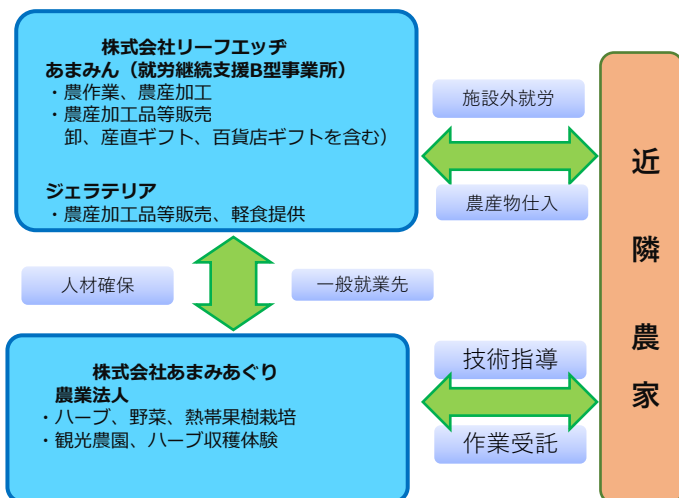 株式会社リーフエッヂ
あまみん（就労継続支援B型事業所）
・農作業、農産加工
・農産加工品等販売
卸、産直ギフト、百貨店ギフトを含む）
ジェラテリア
・農産加工品等販売、軽食提供
施設外就労
農産物仕入
近隣農家
人材確保
一般就業先
株式会社あまみあぐり
農業法人
・ハーブ、野菜、熱帯果樹栽培
・観光農園、ハーブ収穫体験
技術指導
作業受託